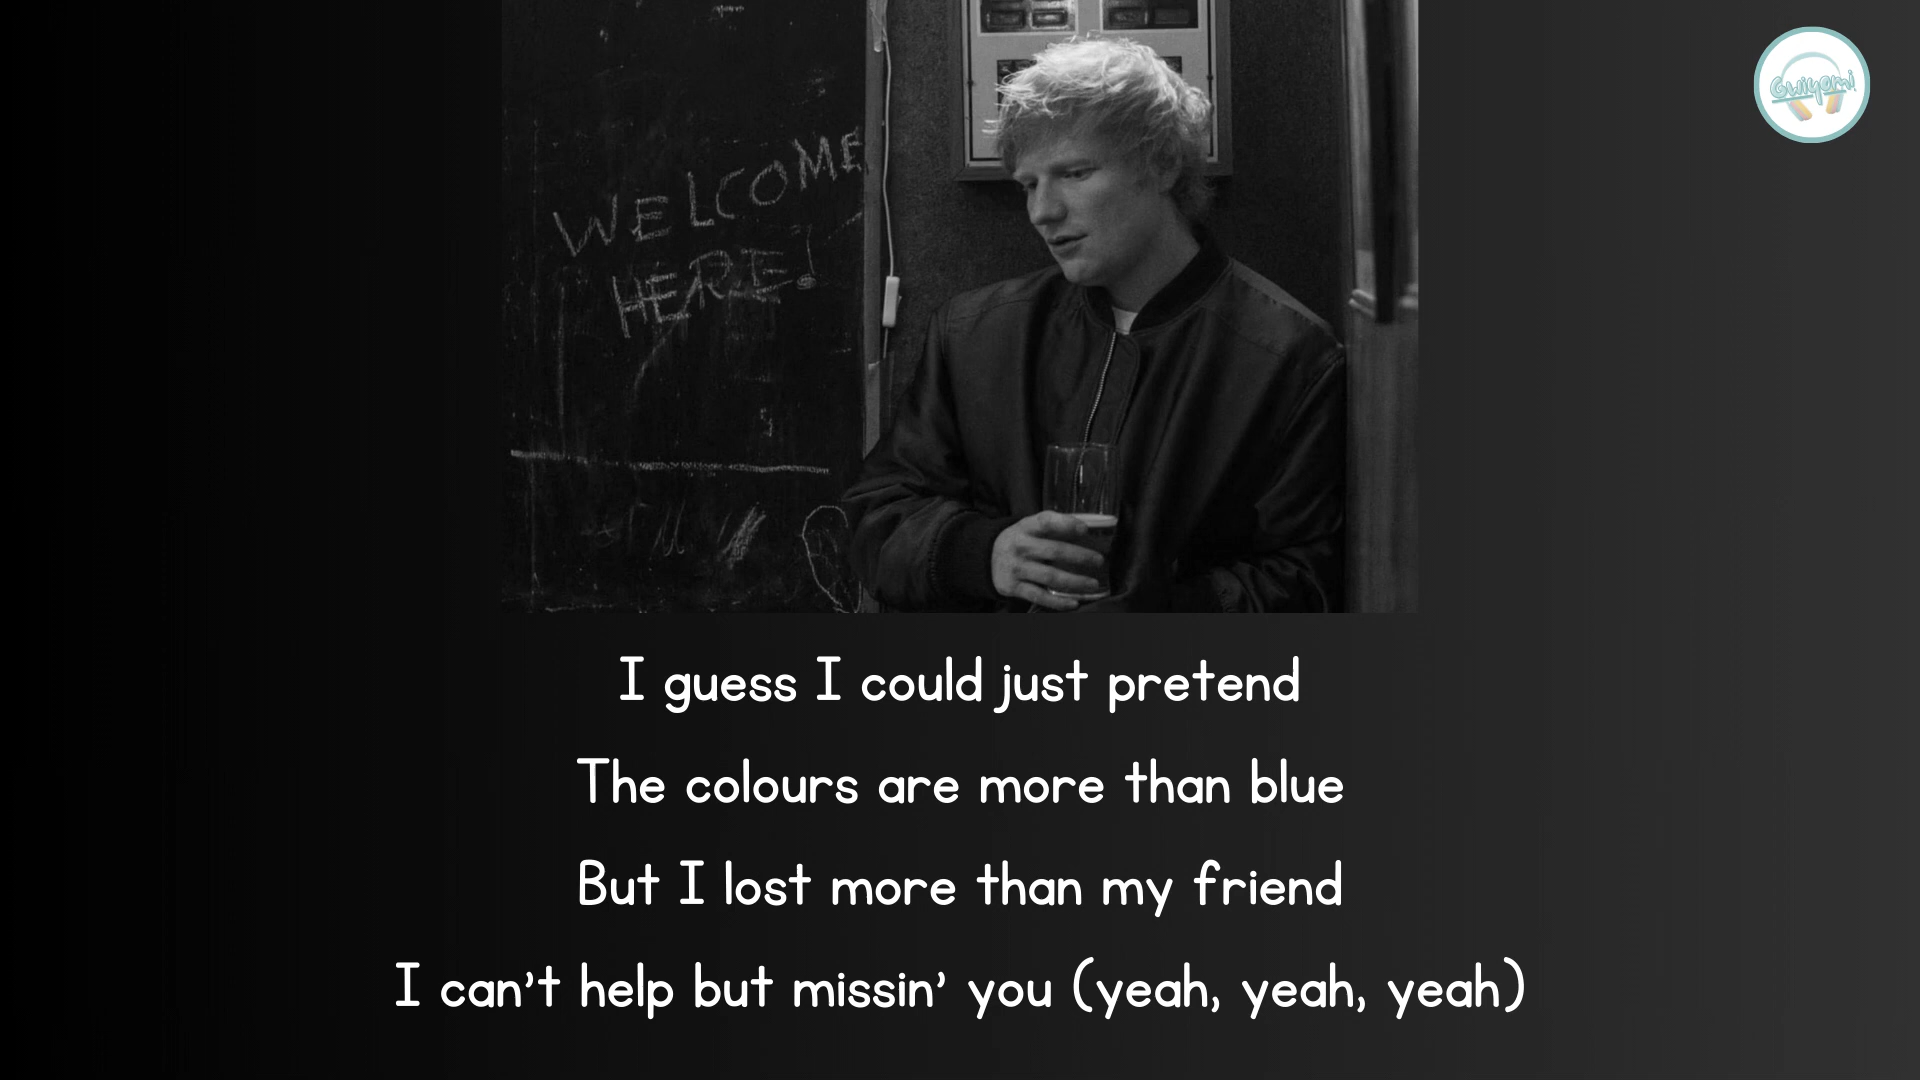 WELCOME
HERE!
Gwiyomi
I guess I could just pretend
The colours are more than blue
But I lost more than my friend
I can't help but missin' you (yeah, yeah, yeah)